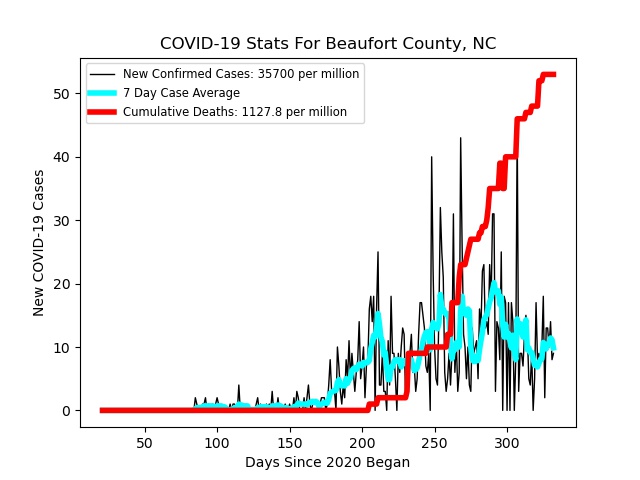 COVID-19 Stats For Beaufort County, NC
New Confirmed Cases: 35700 per million
7 Day Case Average
Cumulative Deaths: 1127.8 per million
New COVID-19 Cases
50
40
30
20
10
0
50 100 150 200 250 300
Days Since 2020 Began